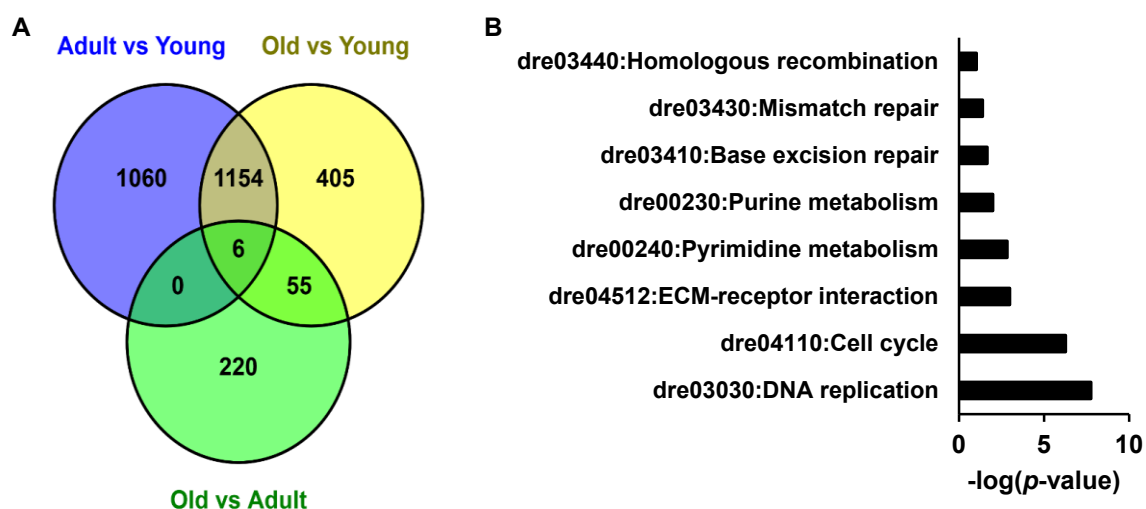 A
Adult vs Young
Old vs Young
1060
1154
405
6
0
55
220
Old vs Adult
B
dre03440:Homologous recombination
dre03430:Mismatch repair
dre03410:Base excision repair
dre00230:Purine metabolism
dre00240:Pyrimidine metabolism
dre04512:ECM-receptor interaction
dre04110:Cell cycle
dre03030:DNA replication
0 5 10
-log(p-value)